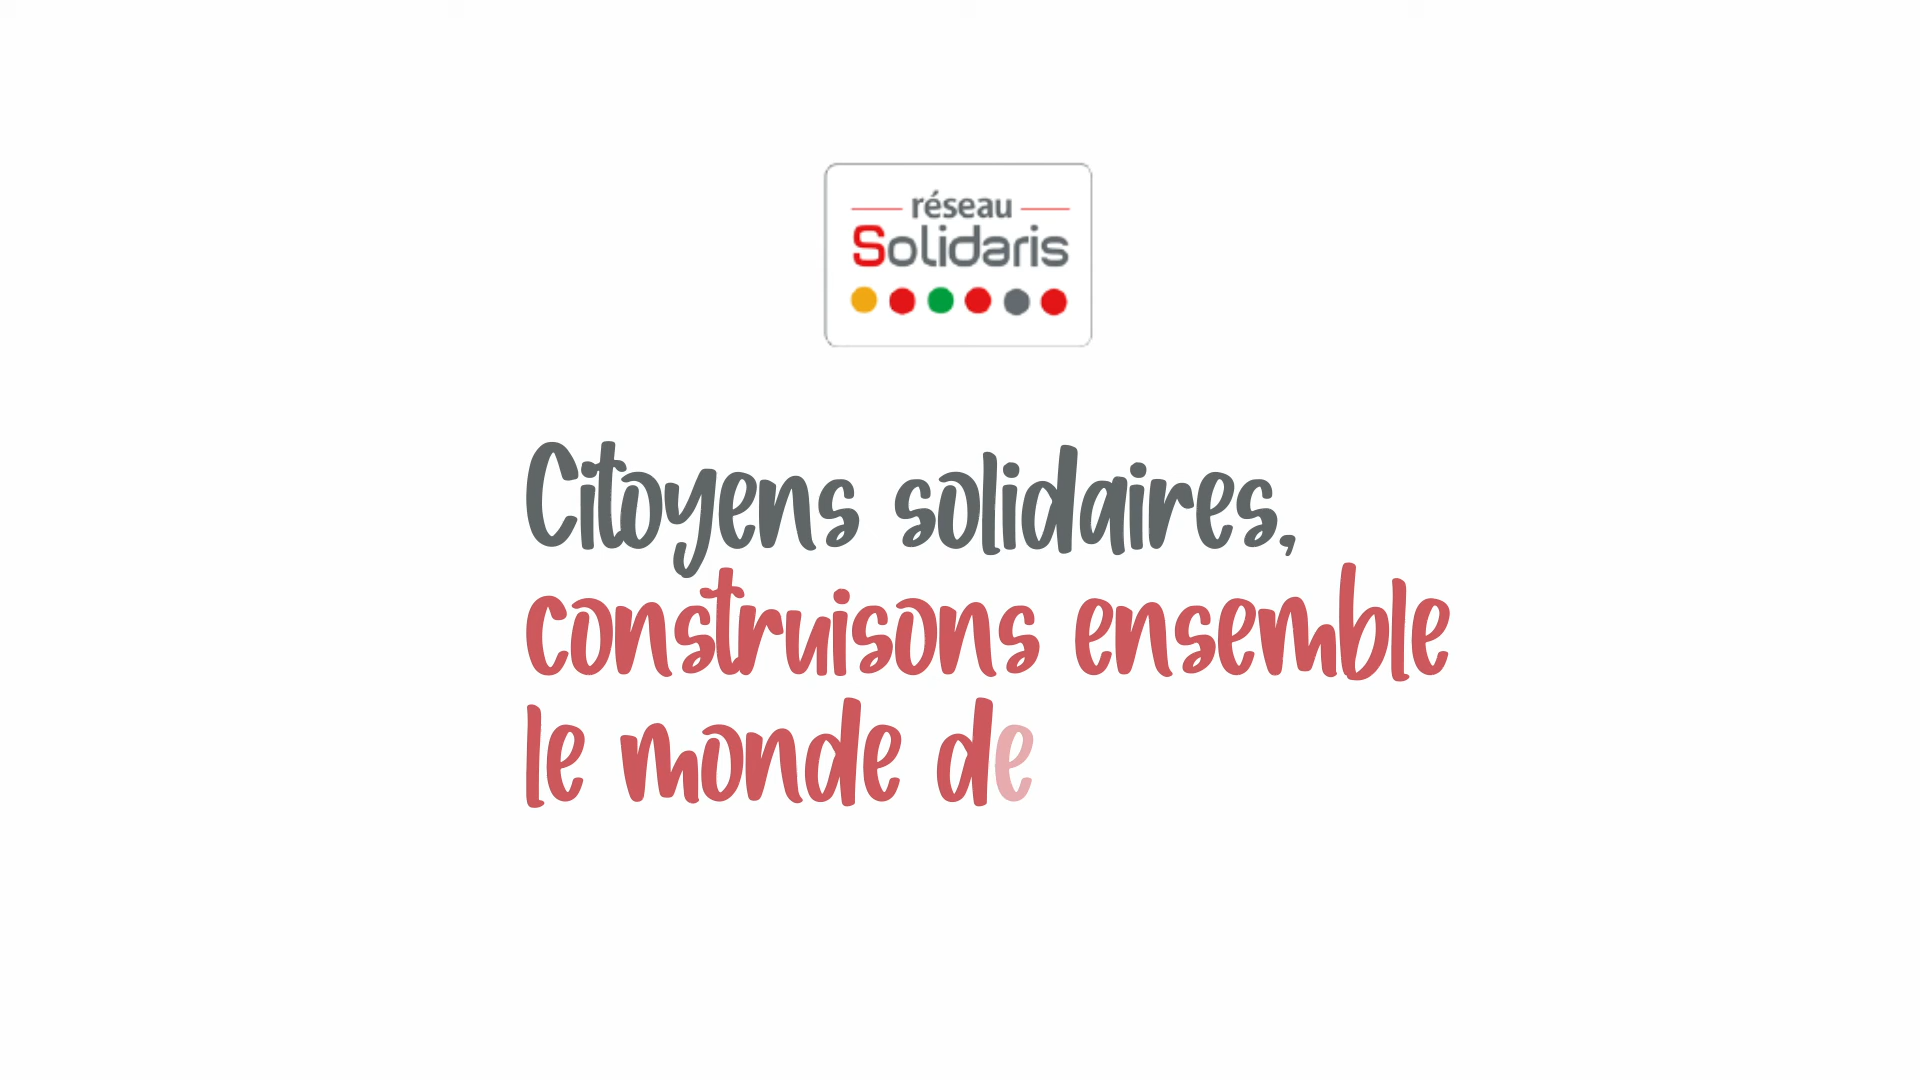 réseau
Solidaris
Citoyens solidaires,
construisons ensemble
le monde de